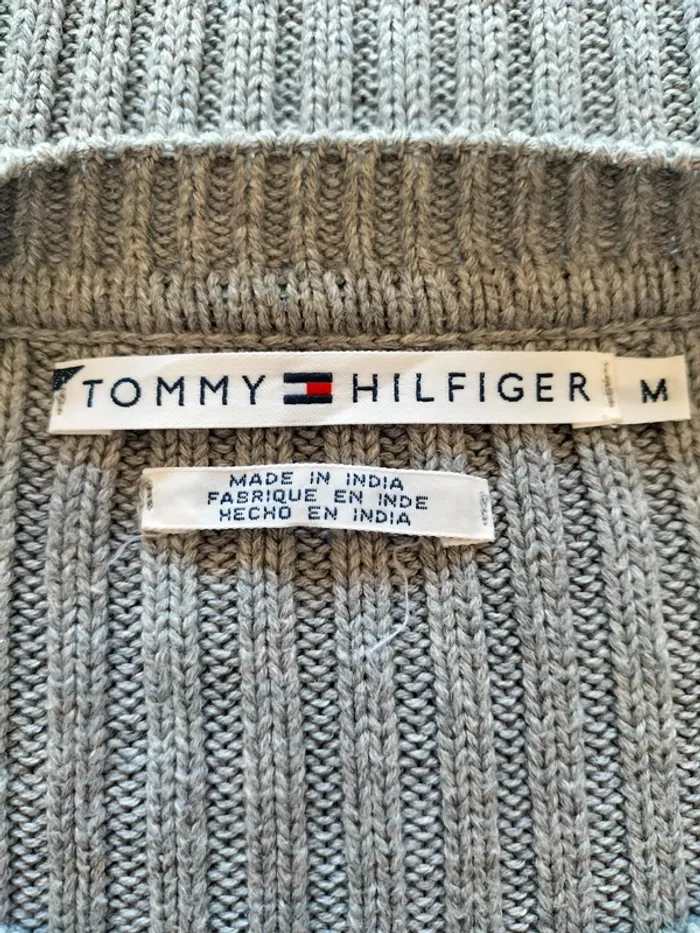 TOMMY HILFIGER M
MADE IN INDIA
FABRIQUE EN INDE
HECHO EN INDIA